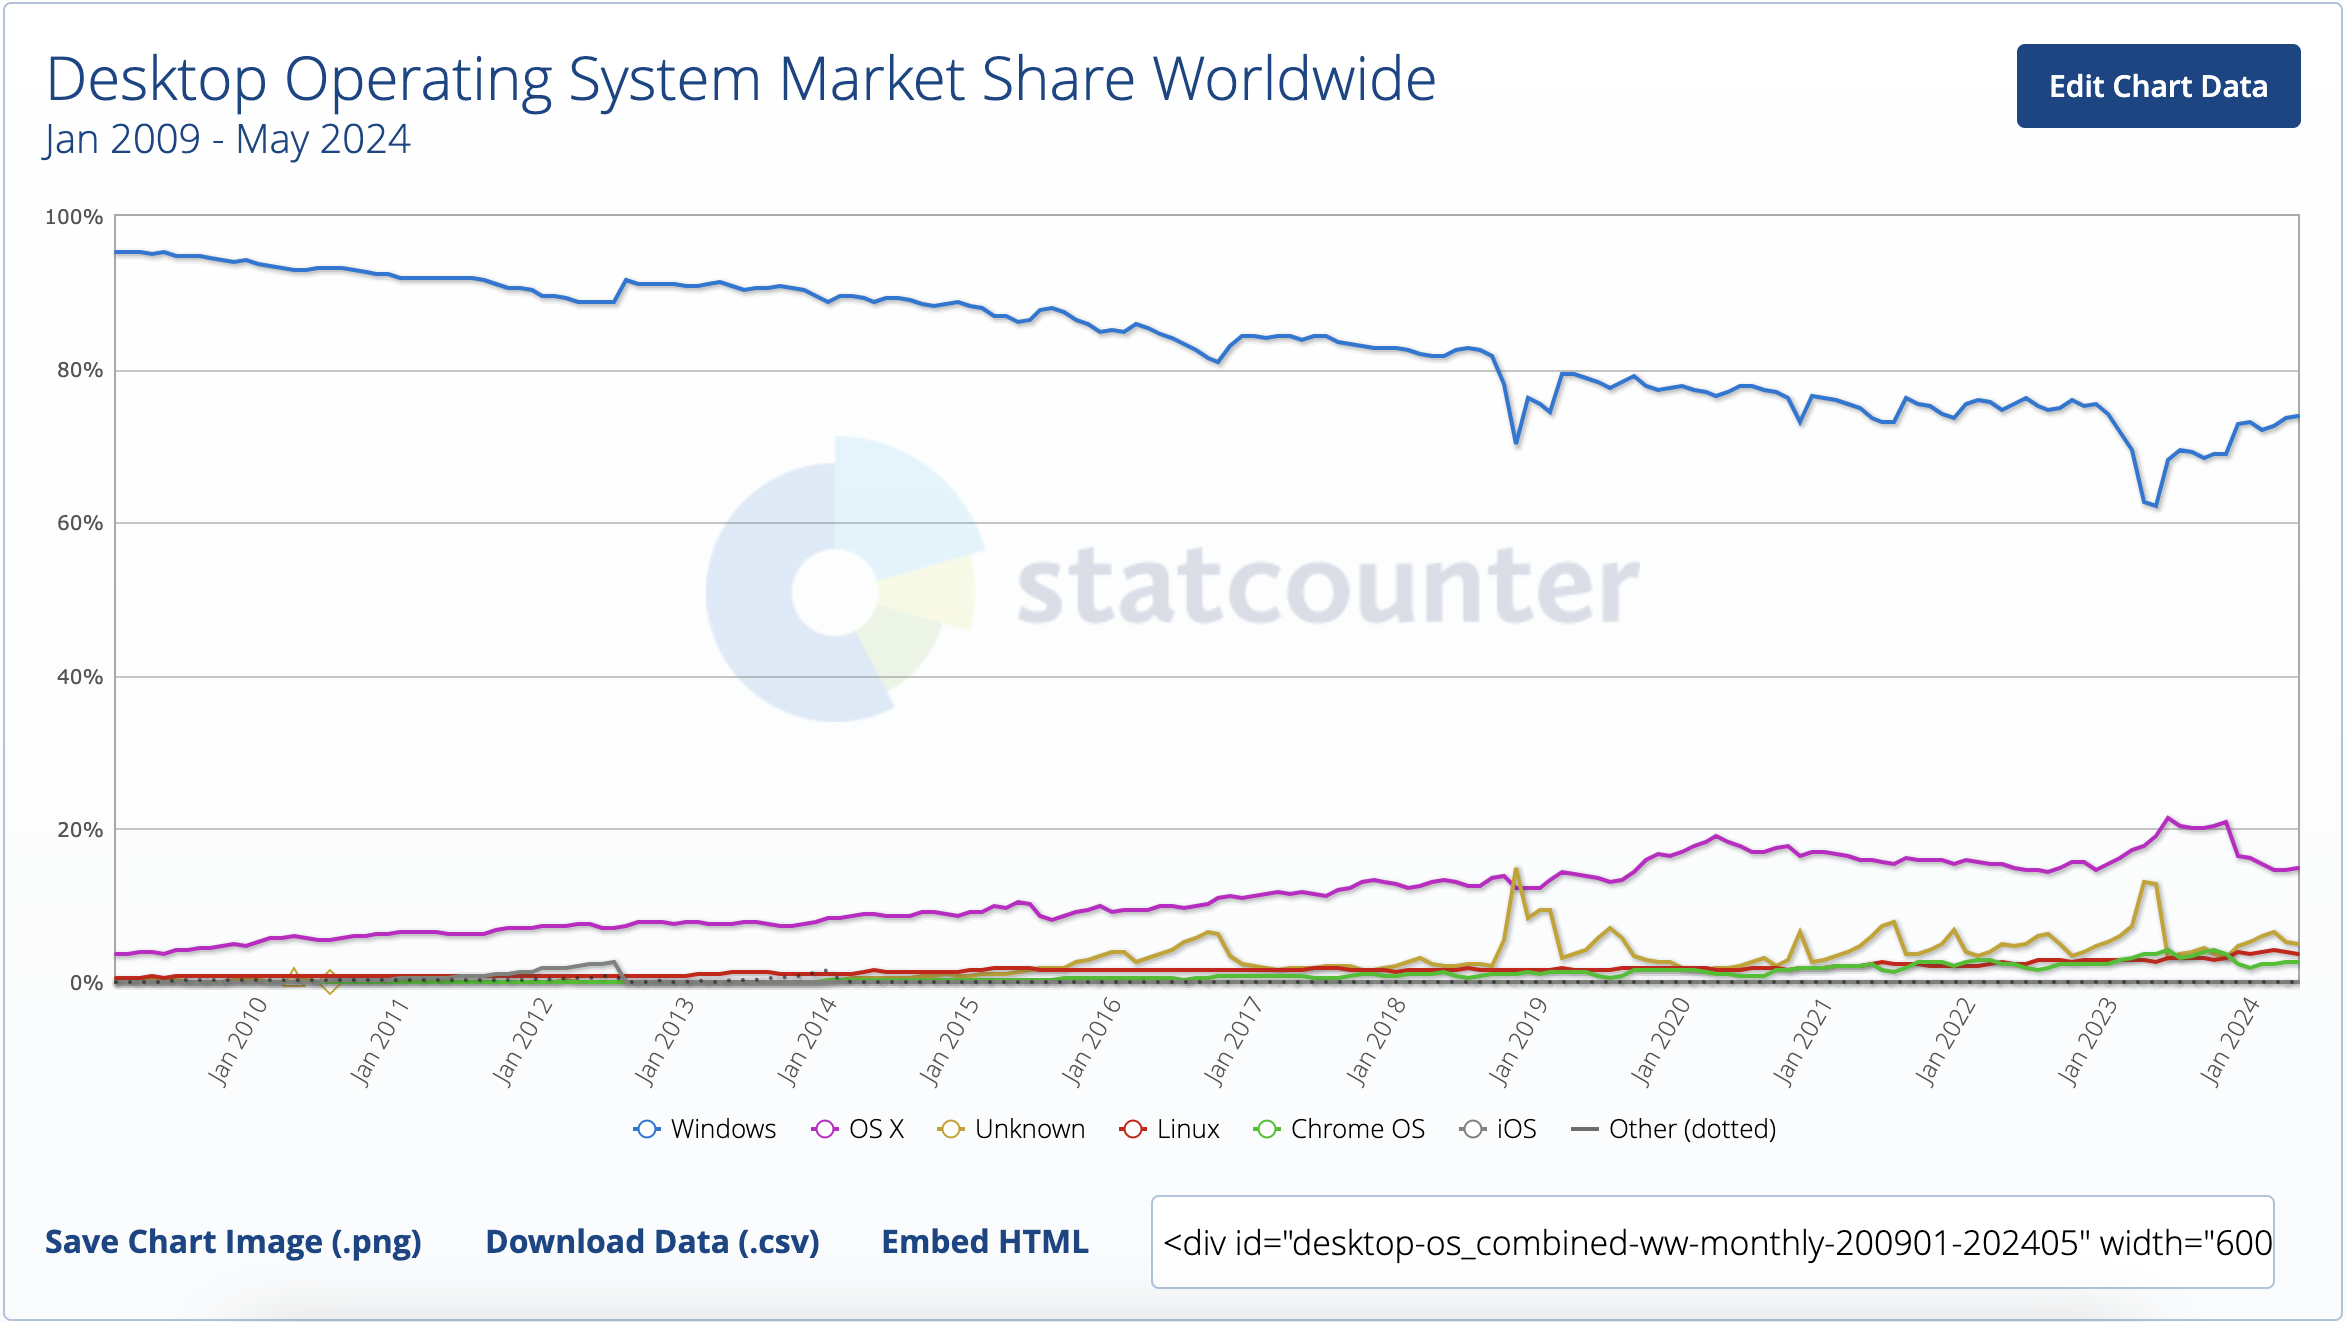 Desktop Operating System Market Share Worldwide
Edit Chart Data
Jan 2009 - May 2024
100%
80%
60%
40%
20%
0%
statcounter
Jan 2010
Jan 2011
Jan 2012
Jan 2013
Jan 2014
Jan 2015
Jan 2016
Jan 2017
Jan 2018
Jan 2019
Jan 2020
Jan 2021
Jan 2022
Jan 2023
Jan 2024
Windows OS X Unknown Linux Chrome OS iOS Other (dotted)
Save Chart Image (.png) Download Data (.csv) Embed HTML <div id="desktop-os_combined-ww-monthly-200901-202405" width="600